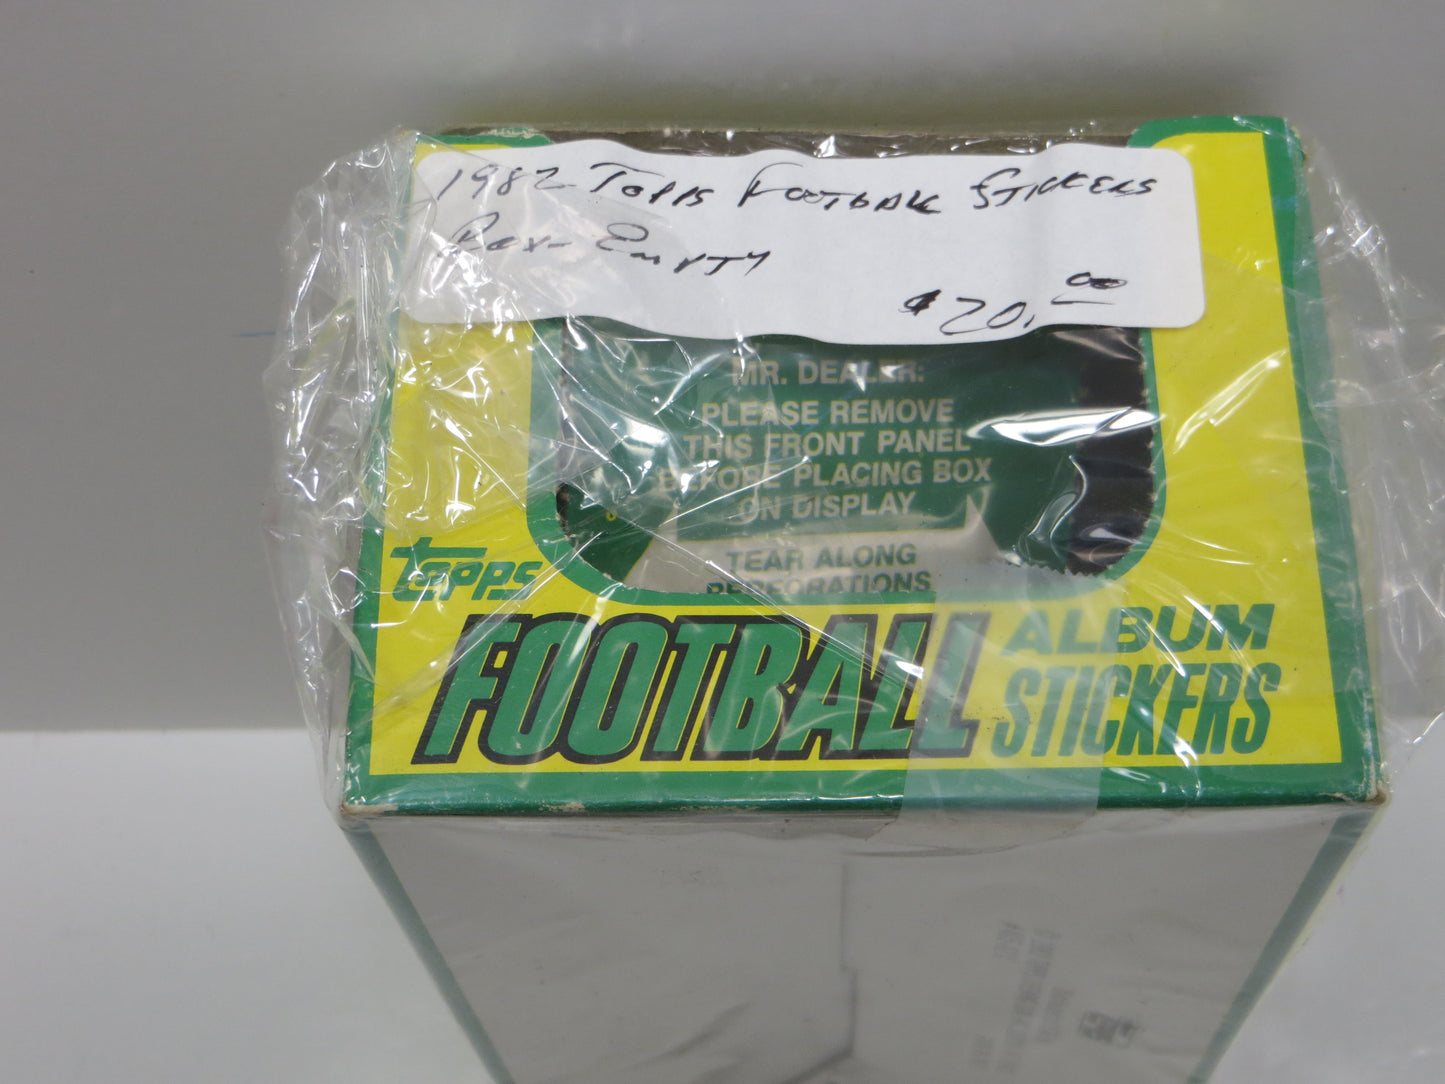 1982 Topps Football Stickers
Box - Empty
$20.00
MR. DEALER:
PLEASE REMOVE
THIS FRONT PANEL
BEFORE PLACING BOX
ON DISPLAY
TEAR ALONG
PERFORATIONS
topps
FOOTBALL ALBUM
STICKERS